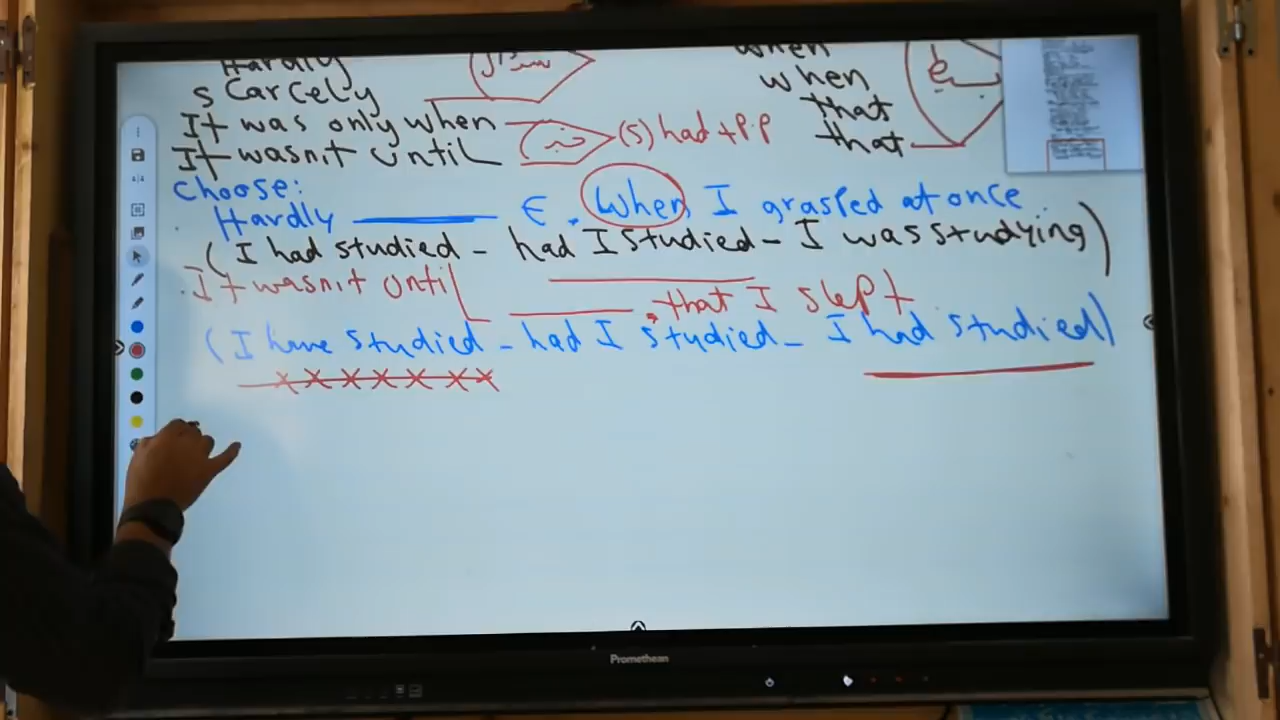 Hardly when
scarcely when
It was only when that
It wasn't until (s) had + P.P that
choose:
Hardly ______ E. When I grasped at once
(I had studied - had I studied - I was studying)
It wasn't until ______. that I slept
(I have studied - had I studied - I had studied)
Promethean